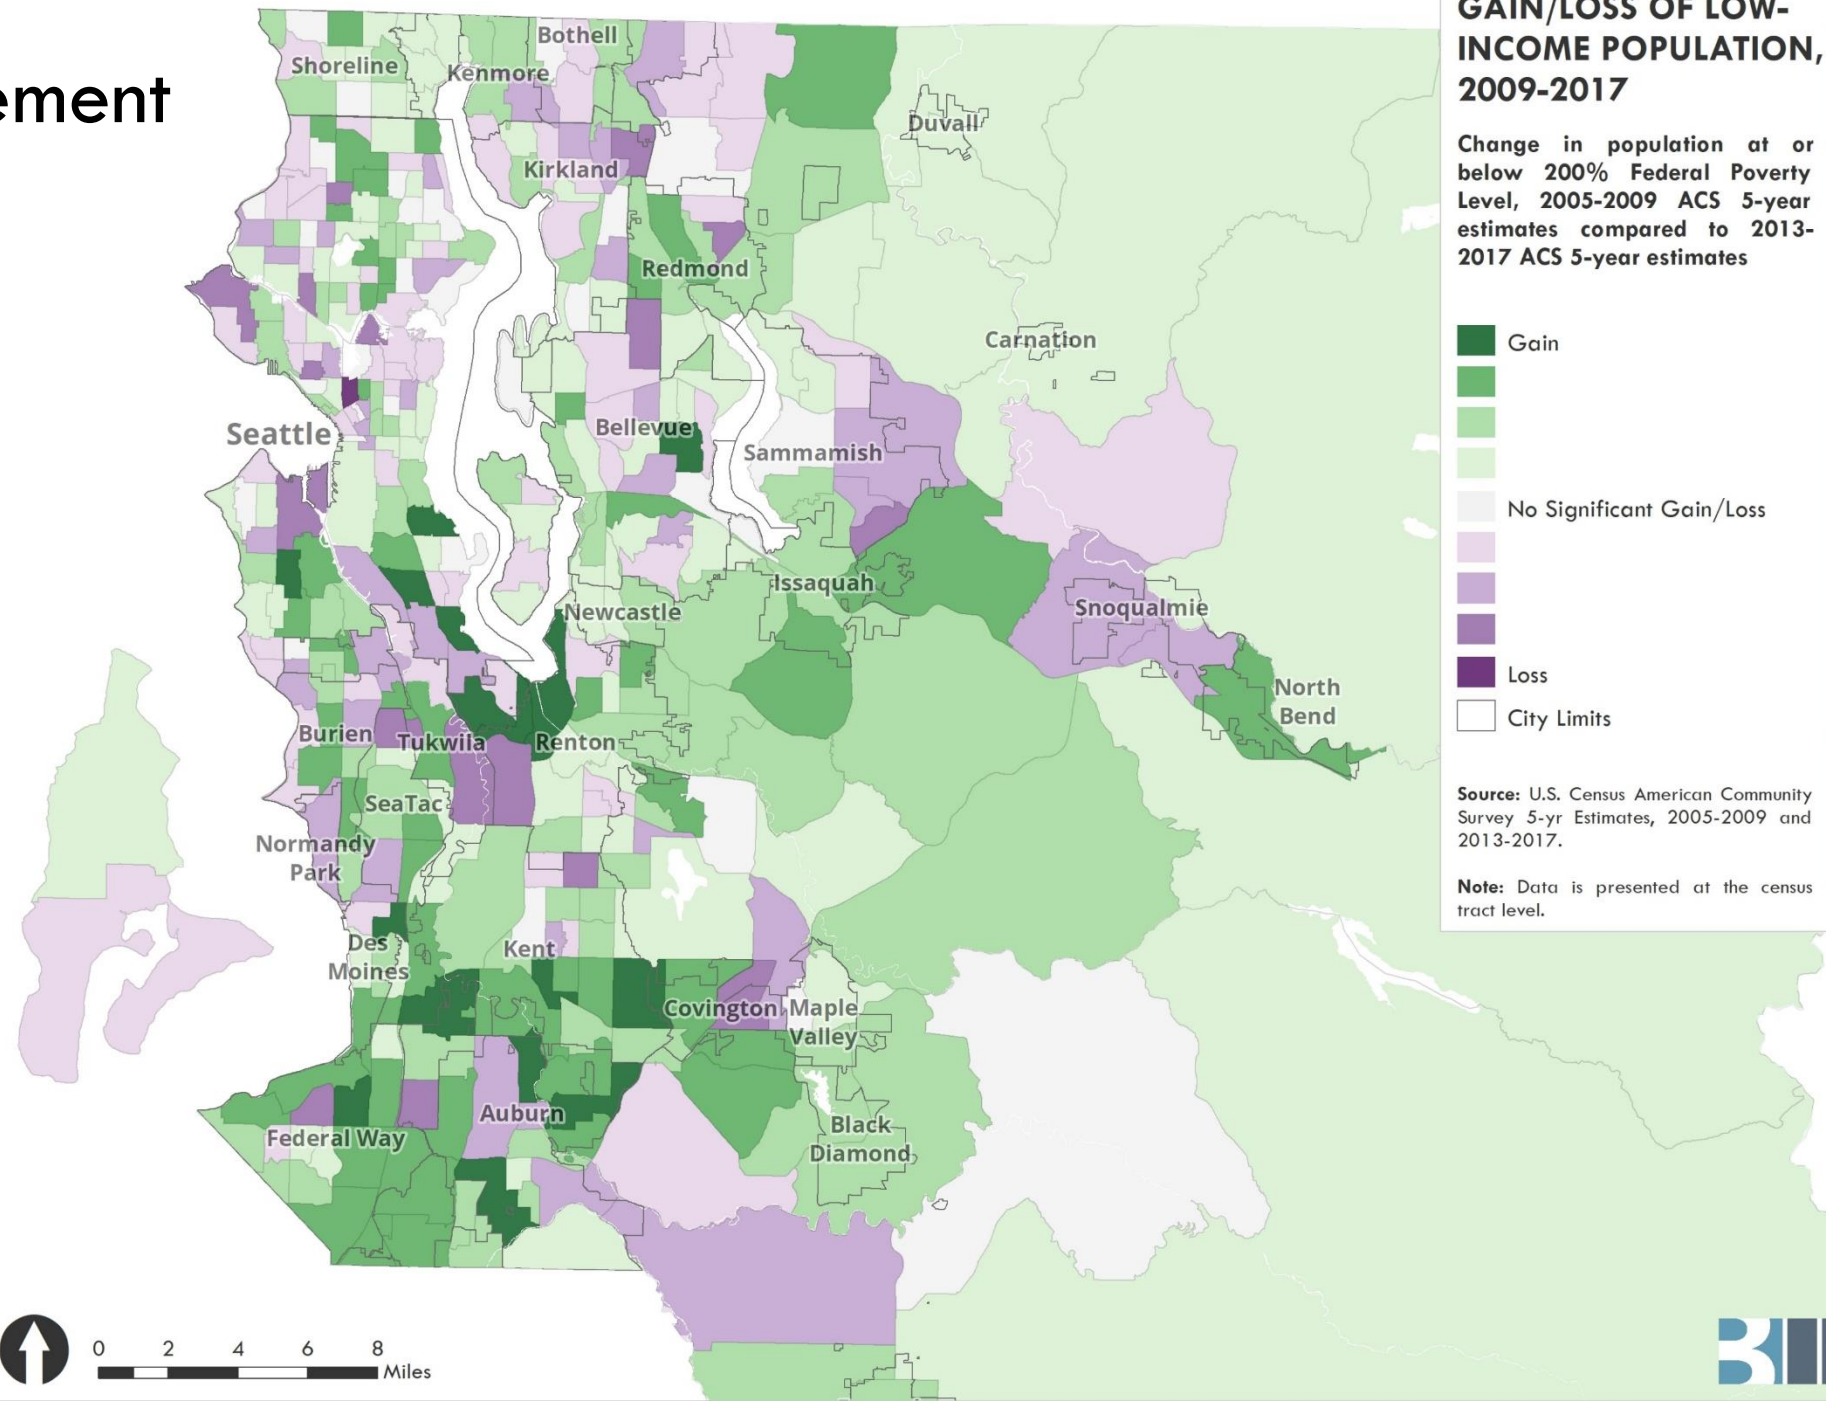 ement
GAIN/LOSS OF LOW-
INCOME POPULATION,
2009-2017
Change in population at or
below 200% Federal Poverty
Level, 2005-2009 ACS 5-year
estimates compared to 2013-
2017 ACS 5-year estimates
Gain
No Significant Gain/Loss
Loss
City Limits
Source: U.S. Census American Community
Survey 5-yr Estimates, 2005-2009 and
2013-2017.
Note: Data is presented at the census
tract level.
Bothell
Shoreline
Kenmore
Duvall
Kirkland
Redmond
Carnation
Seattle
Bellevue
Sammamish
Issaquah
Newcastle
Snoqualmie
North
Bend
Burien
Tukwila
Renton
SeaTac
Normandy
Park
Des
Moines
Kent
Covington
Maple
Valley
Auburn
Federal Way
Black
Diamond
0 2 4 6 8
Miles